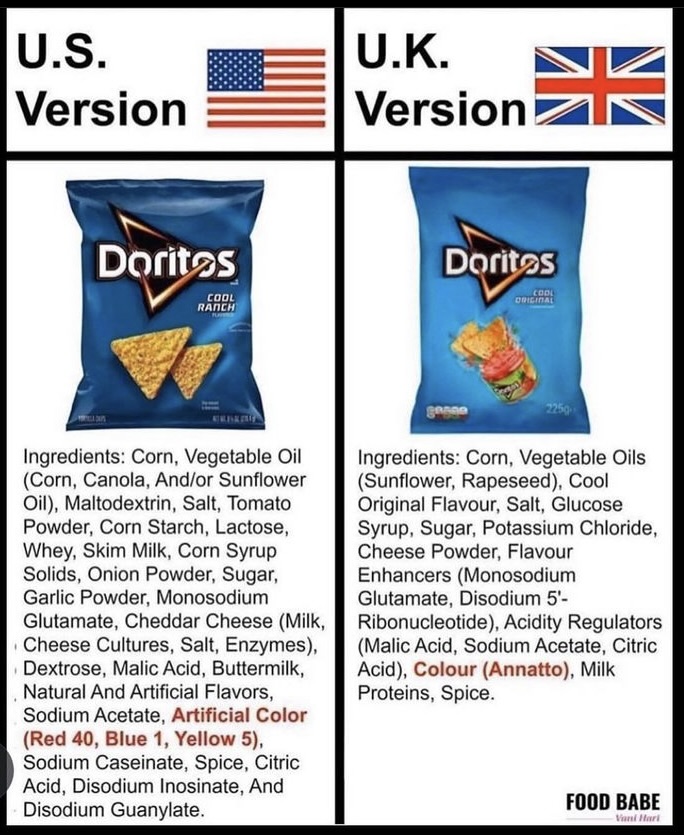 U.S.
Version
U.K.
Version
Doritos
COOL
RANCH
Doritos
COOL
ORIGINAL
225g
Ingredients: Corn, Vegetable Oil
(Corn, Canola, And/or Sunflower
Oil), Maltodextrin, Salt, Tomato
Powder, Corn Starch, Lactose,
Whey, Skim Milk, Corn Syrup
Solids, Onion Powder, Sugar,
Garlic Powder, Monosodium
Glutamate, Cheddar Cheese (Milk,
Cheese Cultures, Salt, Enzymes),
Dextrose, Malic Acid, Buttermilk,
Natural And Artificial Flavors,
Sodium Acetate, Artificial Color
(Red 40, Blue 1, Yellow 5),
Sodium Caseinate, Spice, Citric
Acid, Disodium Inosinate, And
Disodium Guanylate.
Ingredients: Corn, Vegetable Oils
(Sunflower, Rapeseed), Cool
Original Flavour, Salt, Glucose
Syrup, Sugar, Potassium Chloride,
Cheese Powder, Flavour
Enhancers (Monosodium
Glutamate, Disodium 5'-
Ribonucleotide), Acidity Regulators
(Malic Acid, Sodium Acetate, Citric
Acid), Colour (Annatto), Milk
Proteins, Spice.
FOOD BABE
Vani Hari